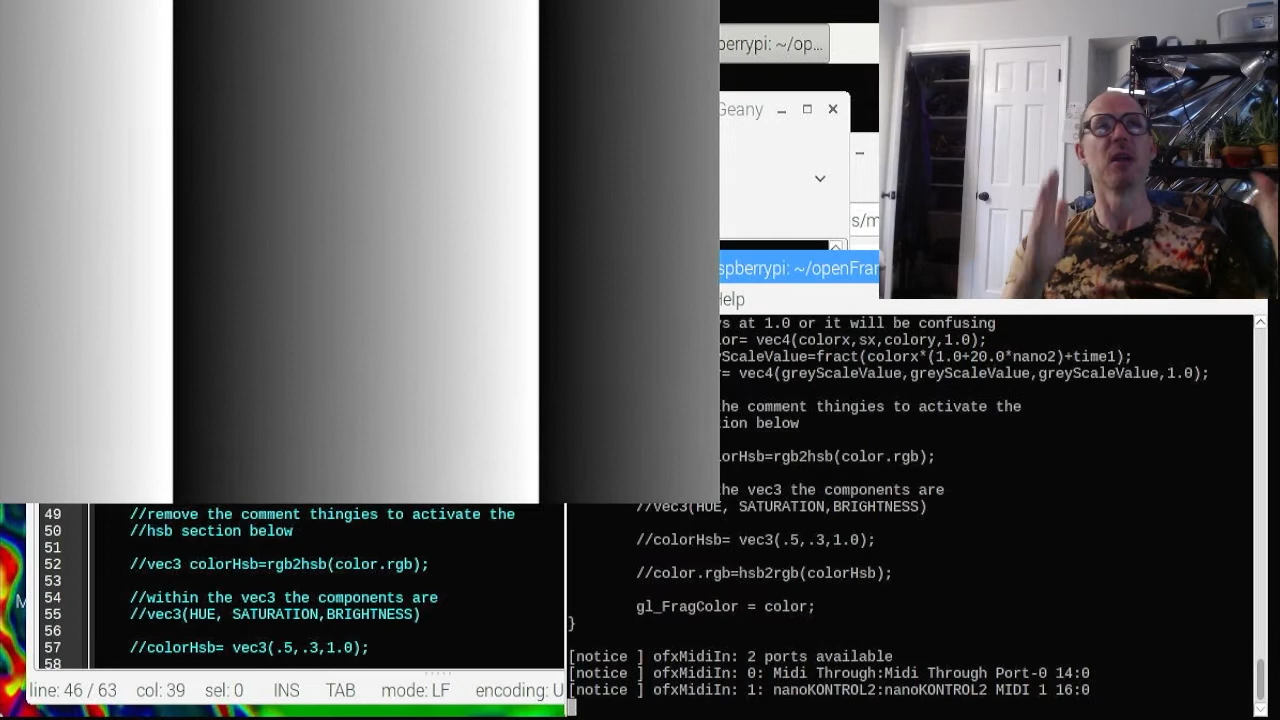 berrypi: ~/op...
Geany
s/m
spberrypi: ~/openFra
Help
s at 1.0 or it will be confusing
or= vec4(colorx,sx,colory,1.0);
yScaleValue=fract(colorx*(1.0+20.0*nano2)+time1);
r= vec4(greyScaleValue,greyScaleValue,greyScaleValue,1.0);
he comment thingies to activate the
ion below
orHsb=rgb2hsb(color.rgb);
the vec3 the components are
//vec3(HUE, SATURATION,BRIGHTNESS)
//colorHsb= vec3(.5,.3,1.0);
//color.rgb=hsb2rgb(colorHsb);
gl_FragColor = color;
}
[notice ] ofxMidiIn: 2 ports available
[notice ] ofxMidiIn: 0: Midi Through:Midi Through Port-0 14:0
[notice ] ofxMidiIn: 1: nanoKONTROL2:nanoKONTROL2 MIDI 1 16:0
49 //remove the comment thingies to activate the
50 //hsb section below
51
52 //vec3 colorHsb=rgb2hsb(color.rgb);
53
54 //within the vec3 the components are
55 //vec3(HUE, SATURATION,BRIGHTNESS)
56
57 //colorHsb= vec3(.5,.3,1.0);
58
M
line: 46 / 63 col: 39 sel: 0 INS TAB mode: LF encoding: U